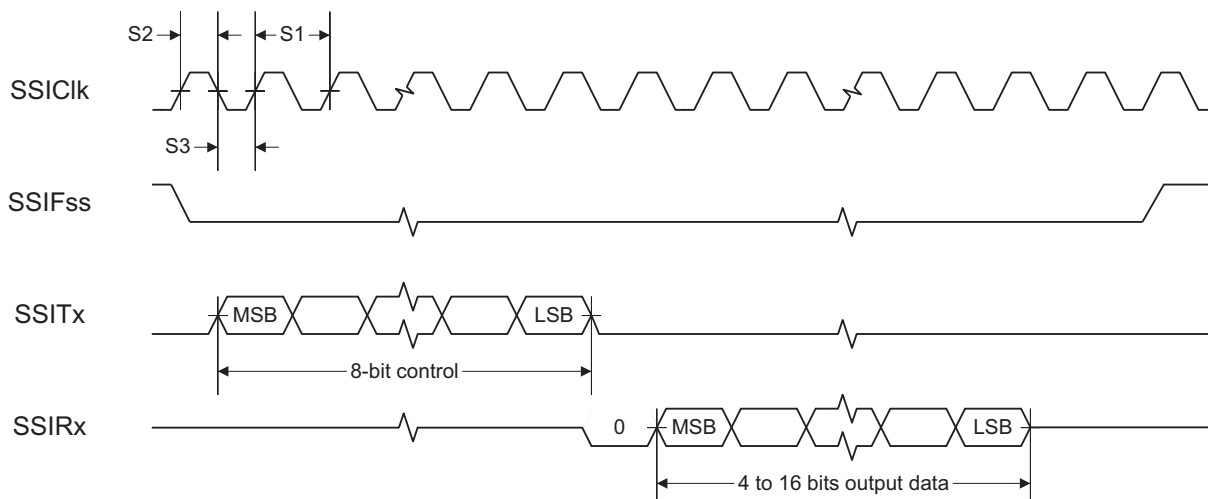 S2
S1
SSIClk
S3
SSIFss
SSITx
MSB
LSB
8-bit control
SSIRx
0
MSB
LSB
4 to 16 bits output data